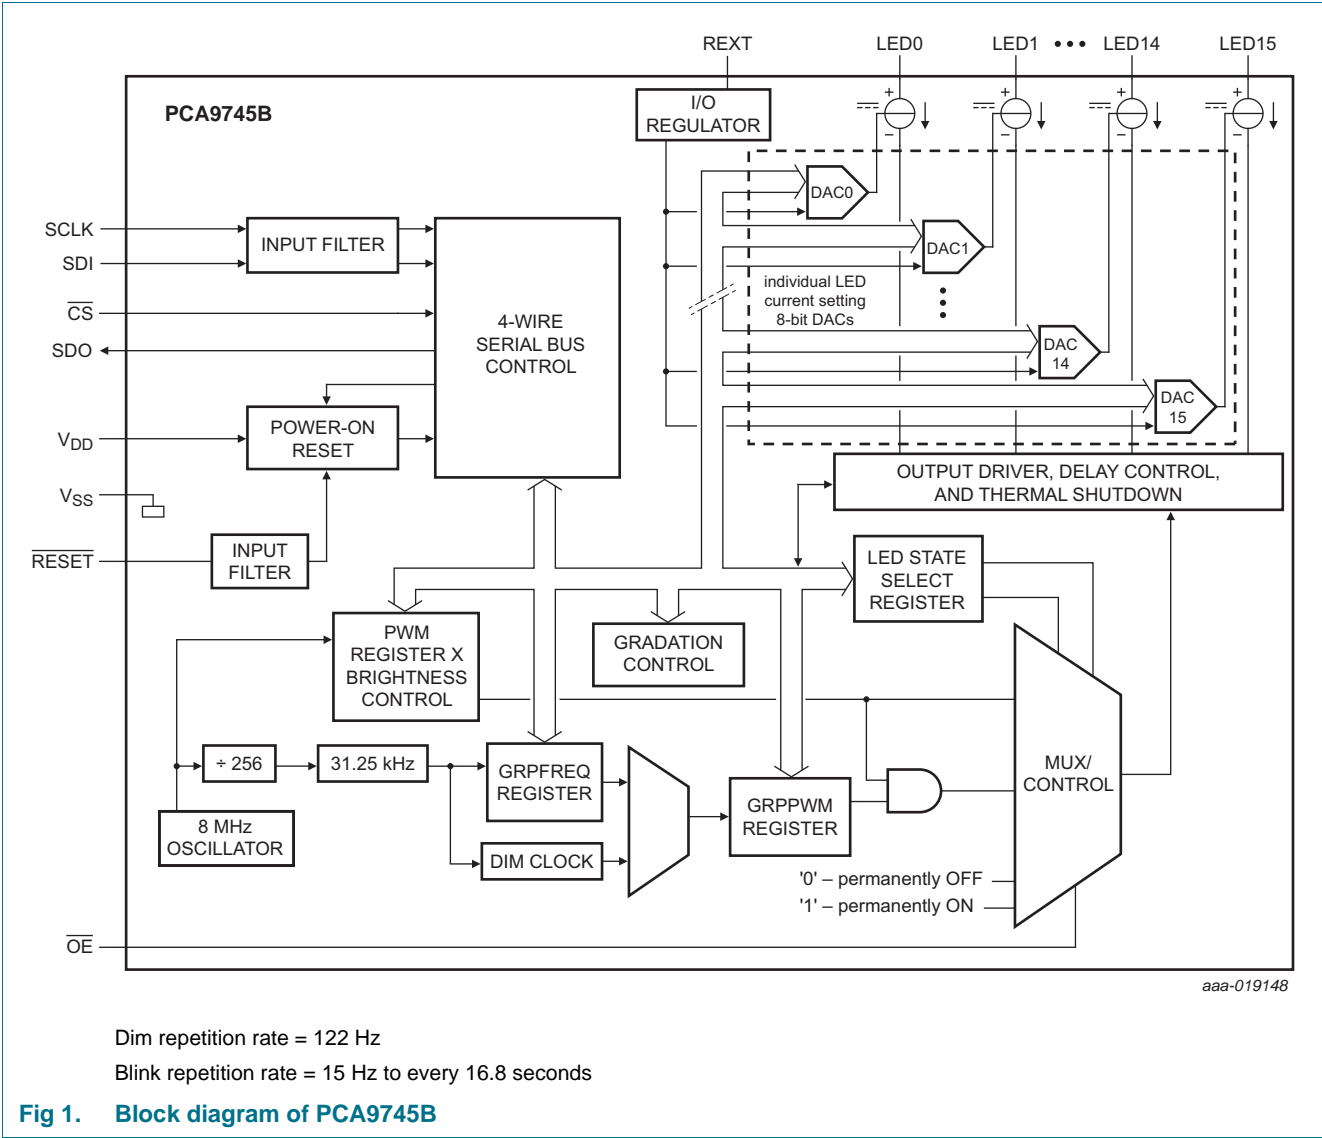 REXT LED0 LED1 ••• LED14 LED15
PCA9745B
I/O
REGULATOR
+ + + +
– – – –
DAC0
SCLK
SDI
INPUT FILTER
DAC1
CS
SDO
4-WIRE
SERIAL BUS
CONTROL
individual LED
current setting
8-bit DACs
DAC
14
DAC
15
VDD
POWER-ON
RESET
VSS
OUTPUT DRIVER, DELAY CONTROL,
AND THERMAL SHUTDOWN
RESET
INPUT
FILTER
LED STATE
SELECT
REGISTER
PWM
REGISTER X
BRIGHTNESS
CONTROL
GRADATION
CONTROL
÷ 256
31.25 kHz
GRPFREQ
REGISTER
MUX/
CONTROL
8 MHz
OSCILLATOR
DIM CLOCK
GRPPWM
REGISTER
'0' – permanently OFF
'1' – permanently ON
OE
aaa-019148
Dim repetition rate = 122 Hz
Blink repetition rate = 15 Hz to every 16.8 seconds
Fig 1. Block diagram of PCA9745B